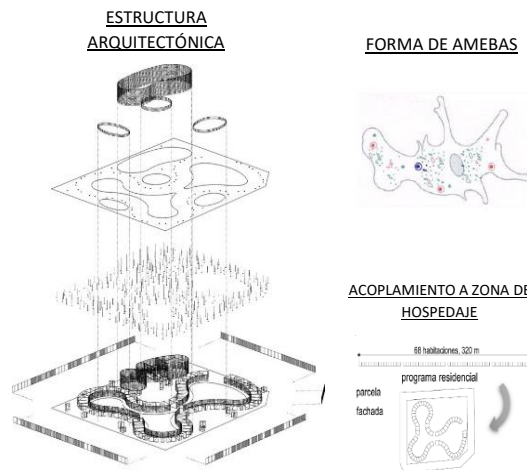 ESTRUCTURA
ARQUITECTÓNICA
FORMA DE AMEBAS
ACOPLAMIENTO A ZONA DE
HOSPEDAJE
68 habitaciones, 320 m
programa residencial
parcela
fachada